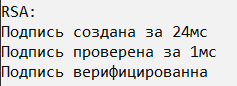 RSA:
Подпись создана за 24мс
Подпись проверена за 1мс
Подпись верифицированна